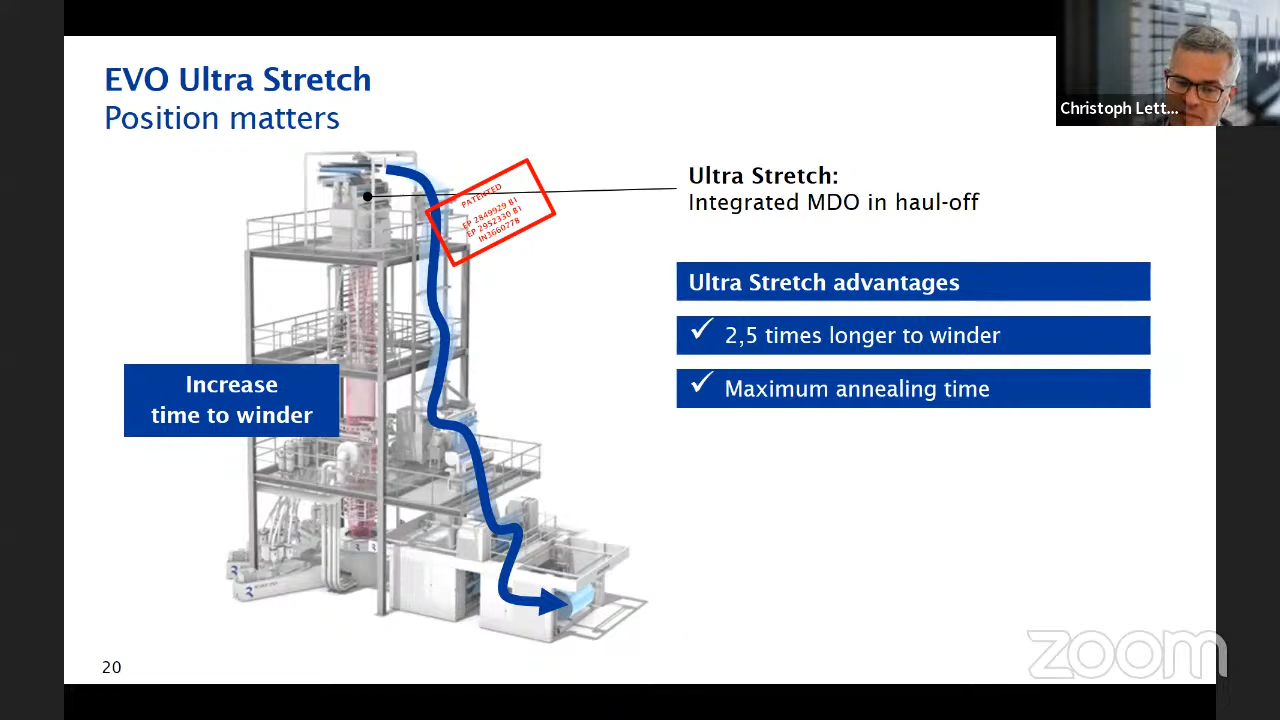 EVO Ultra Stretch
Position matters
Christoph Lett...
PATENTED
EP 2849929 B1
EP 2952330 B1
IN3660778
Ultra Stretch:
Integrated MDO in haul-off
Ultra Stretch advantages
2,5 times longer to winder
Maximum annealing time
Increase
time to winder
20
zoom